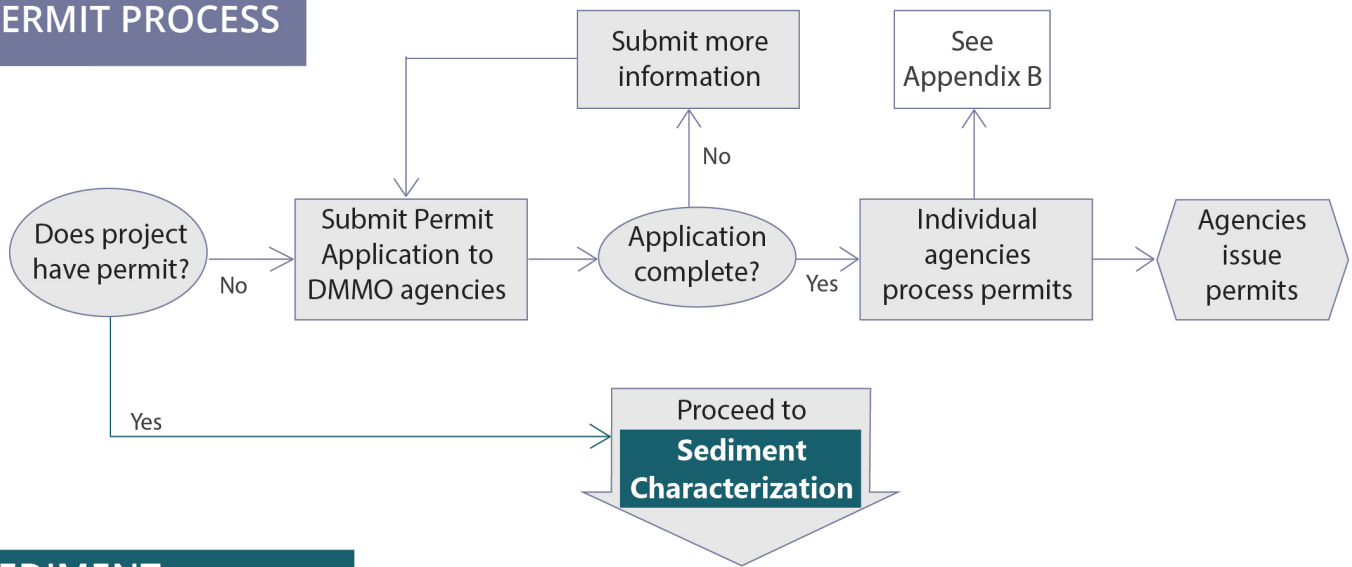 ERMIT PROCESS
Submit more
information
See
Appendix B
No
Does project
have permit?
No
Submit Permit
Application to
DMMO agencies
Application
complete?
Yes
Individual
agencies
process permits
Agencies
issue
permits
Yes
Proceed to
Sediment
Characterization
EDIMENT